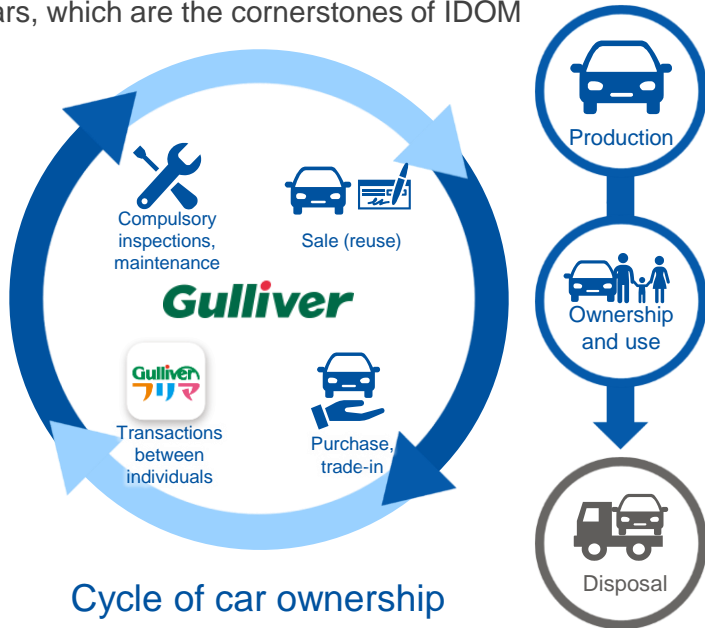 ars, which are the cornerstones of IDOM
Compulsory
inspections,
maintenance
Sale (reuse)
Gulliver
Gulliver
フリマ
Transactions
between
individuals
Purchase,
trade-in
Cycle of car ownership
Production
Ownership
and use
Disposal